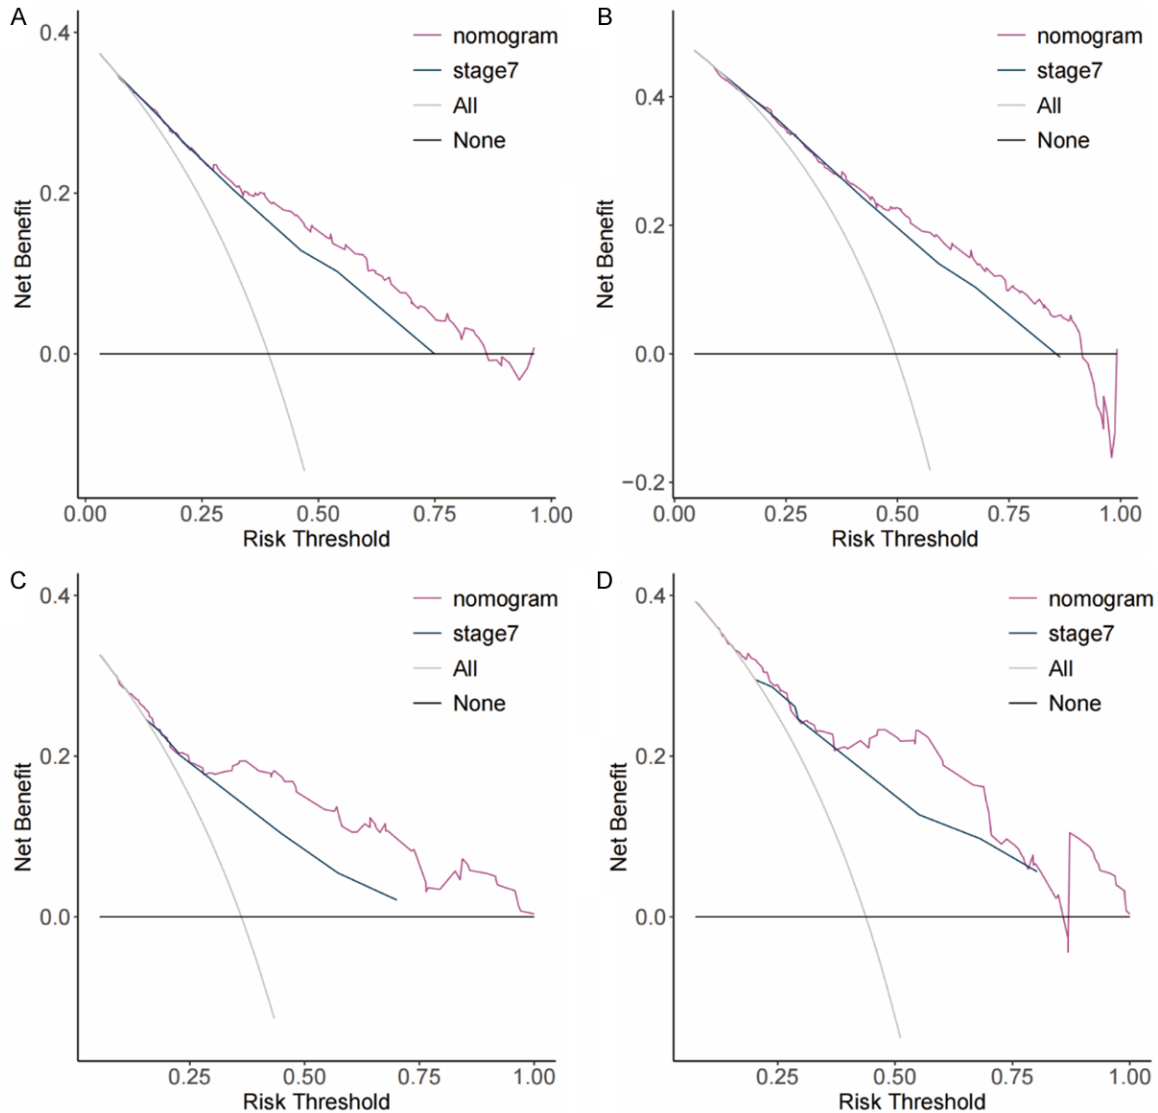 A
0.4
0.2
0.0
Net Benefit
0.00 0.25 0.50 0.75 1.00
Risk Threshold
nomogram
stage7
All
None
B
0.4
0.2
0.0
−0.2
Net Benefit
0.00 0.25 0.50 0.75 1.00
Risk Threshold
nomogram
stage7
All
None
C
0.4
0.2
0.0
Net Benefit
0.25 0.50 0.75 1.00
Risk Threshold
nomogram
stage7
All
None
D
0.4
0.2
0.0
Net Benefit
0.25 0.50 0.75 1.00
Risk Threshold
nomogram
stage7
All
None